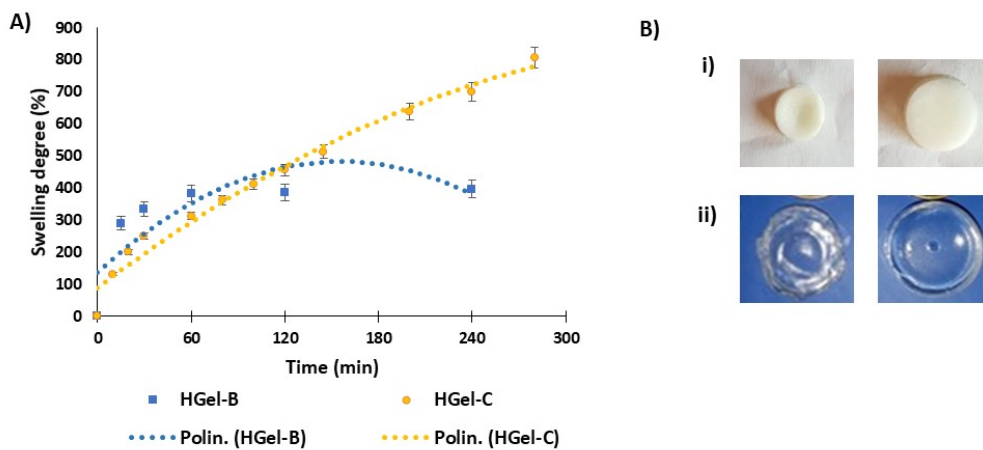 A)
900
800
700
600
500
400
300
200
100
0
Swelling degree (%)
0 60 120 180 240 300
Time (min)
HGel-B HGel-C
Polin. (HGel-B) Polin. (HGel-C)
B)
i)
ii)